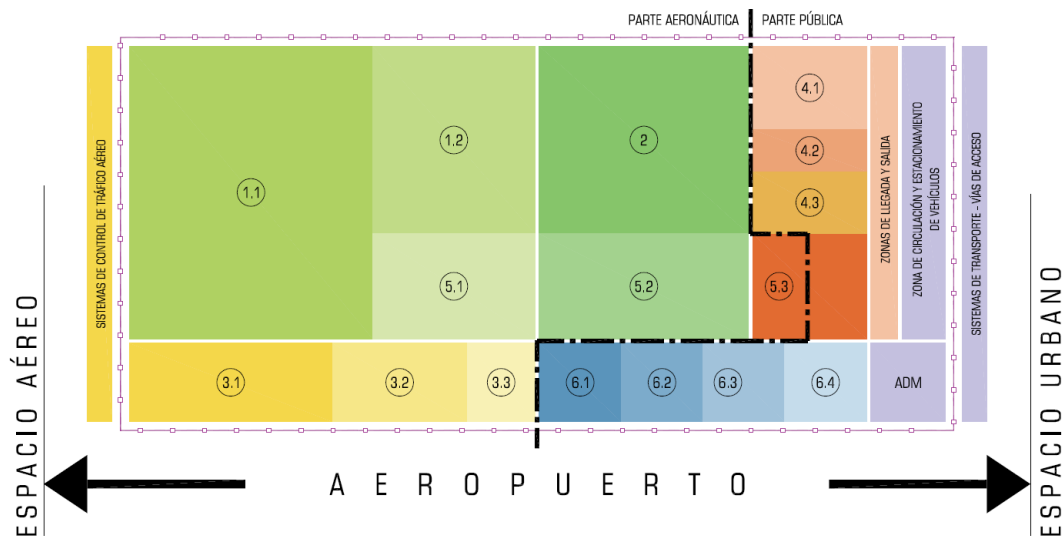 PARTE AERONÁUTICA
PARTE PÚBLICA
ESPACIO AÉREO
SISTEMAS DE CONTROL DE TRÁFICO AÉREO
1.1
1.2
2
4.1
4.2
4.3
5.1
5.2
5.3
ZONAS DE LLEGADA Y SALIDA
ZONA DE CIRCULACIÓN Y ESTACIONAMIENTO
DE VEHÍCULOS
SISTEMAS DE TRANSPORTE - VÍAS DE ACCESO
3.1
3.2
3.3
6.1
6.2
6.3
6.4
ADM
ESPACIO URBANO
AEROPUERTO